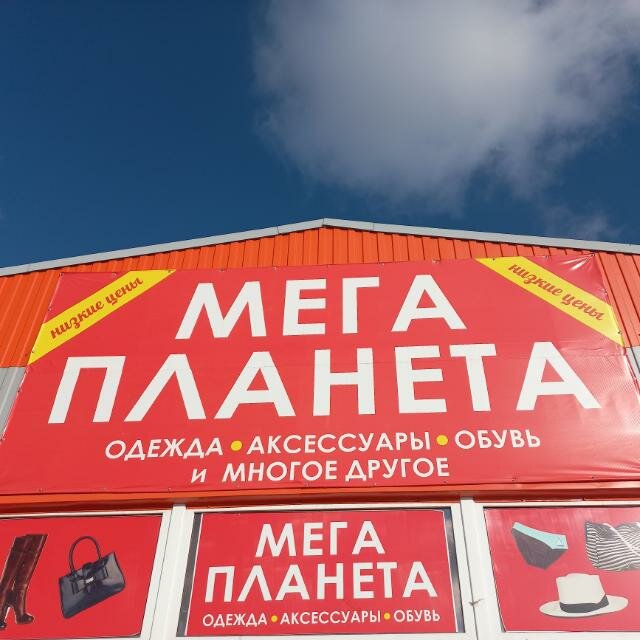 низкие цены
низкие цены
МЕГА
ПЛАНЕТА
ОДЕЖДА • АКСЕССУАРЫ • ОБУВЬ
и МНОГОЕ ДРУГОЕ
МЕГА
ПЛАНЕТА
ОДЕЖДА • АКСЕССУАРЫ • ОБУВЬ